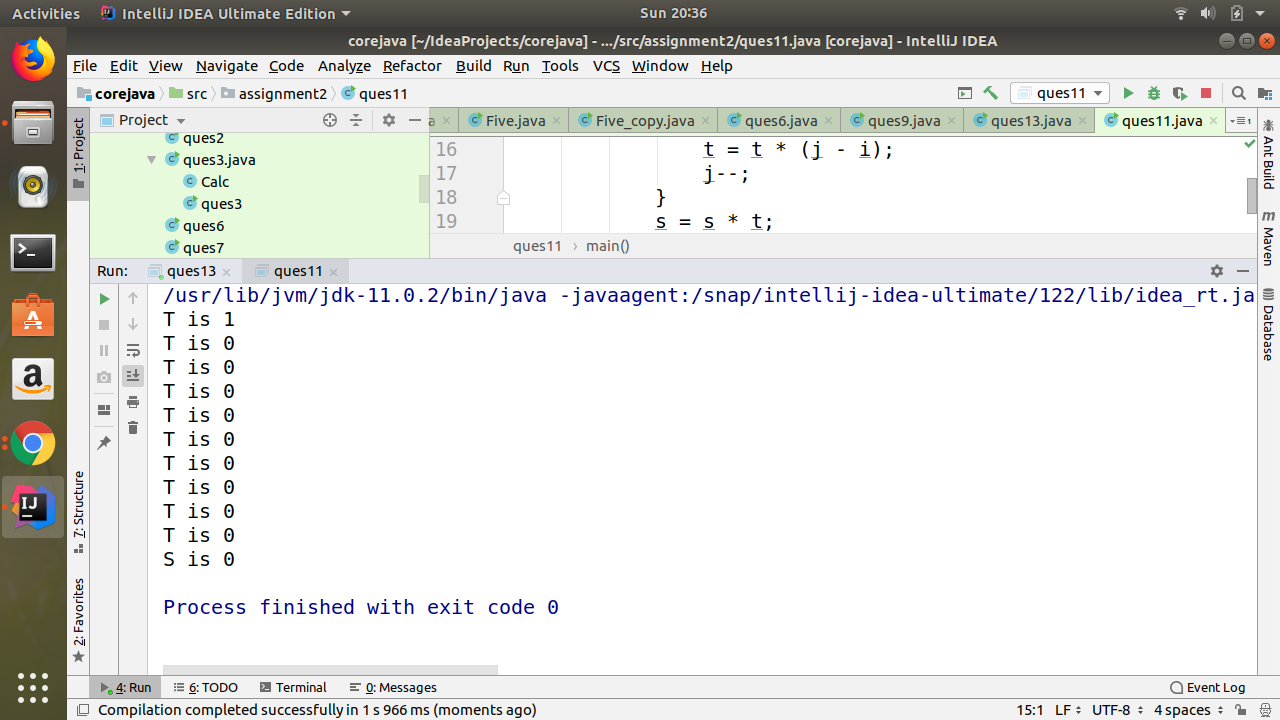 Activities IntelliJ IDEA Ultimate Edition Sun 20:36
corejava [~/IdeaProjects/corejava] - .../src/assignment2/ques11.java [corejava] - IntelliJ IDEA
File Edit View Navigate Code Analyze Refactor Build Run Tools VCS Window Help
corejava src assignment2 ques11 ques11
1: Project
Project
a Five.java Five_copy.java ques6.java ques9.java ques13.java ques11.java 1
ques2
ques3.java
Calc
ques3
ques6
ques7
16 t = t * (j - i);
17 j--;
18 }
19 s = s * t;
ques11 › main()
Ant Build
Maven
Database
Run: ques13 ques11
/usr/lib/jvm/jdk-11.0.2/bin/java -javaagent:/snap/intellij-idea-ultimate/122/lib/idea_rt.ja
T is 1
T is 0
T is 0
T is 0
T is 0
T is 0
T is 0
T is 0
T is 0
T is 0
S is 0
Process finished with exit code 0
7: Structure
2: Favorites
4: Run 6: TODO Terminal 0: Messages Event Log
Compilation completed successfully in 1 s 966 ms (moments ago) 15:1 LF UTF-8 4 spaces